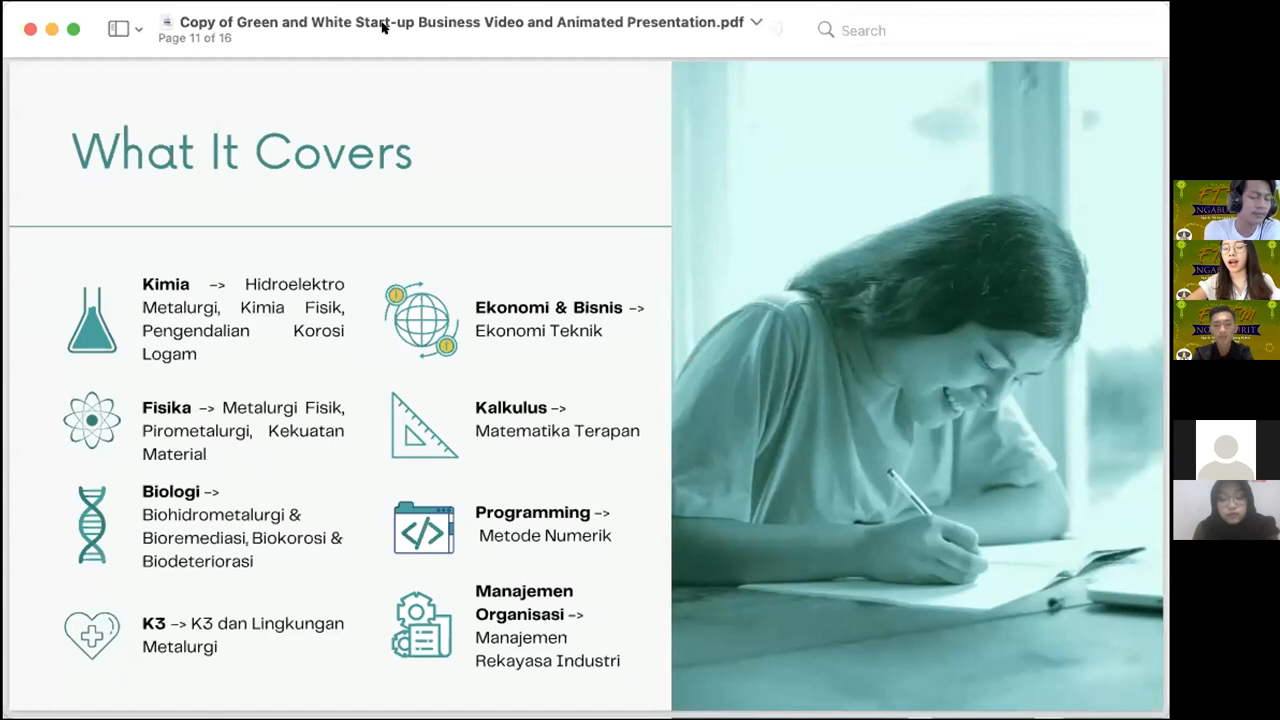 Copy of Green and White Start-up Business Video and Animated Presentation.pdf
Page 11 of 16
Search
What It Covers
Kimia -> Hidroelektro
Metalurgi, Kimia Fisik,
Pengendalian Korosi
Logam
Fisika -> Metalurgi Fisik,
Pirometalurgi, Kekuatan
Material
Biologi ->
Biohidrometalurgi &
Bioremediasi, Biokorosi &
Biodeteriorasi
K3 -> K3 dan Lingkungan
Metalurgi
Ekonomi & Bisnis ->
Ekonomi Teknik
Kalkulus ->
Matematika Terapan
Programming ->
Metode Numerik
Manajemen
Organisasi ->
Manajemen
Rekayasa Industri